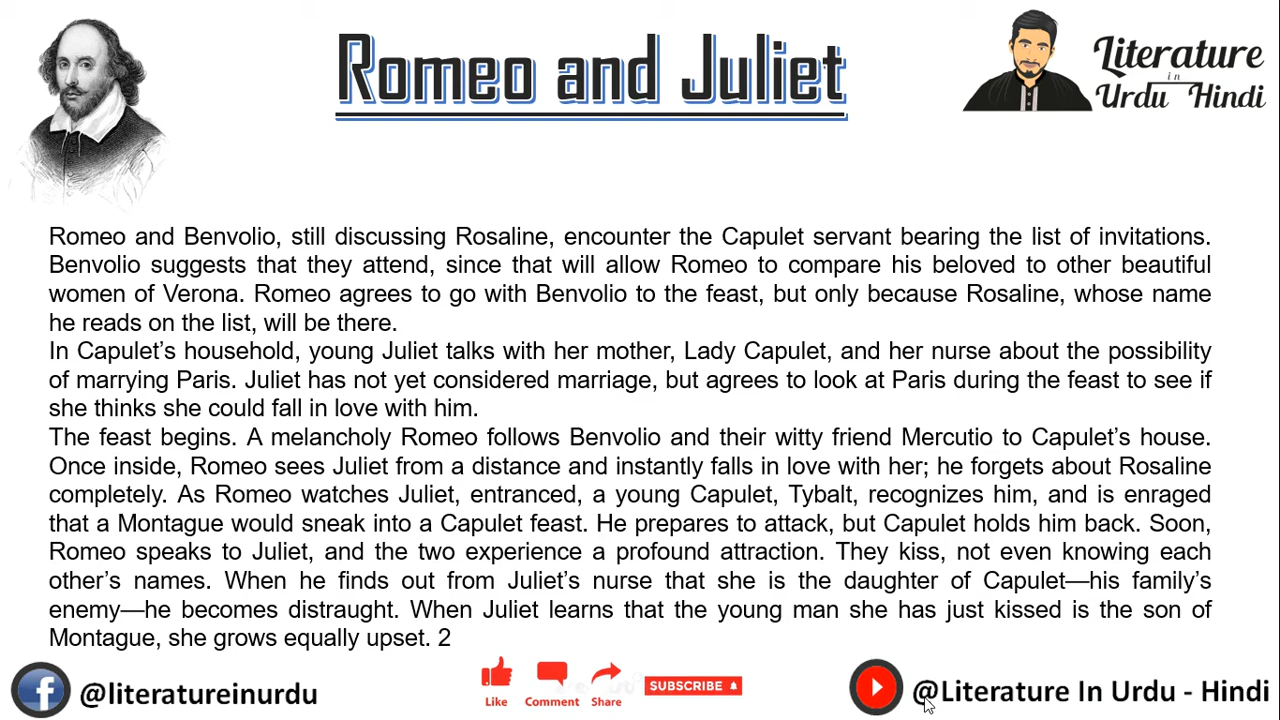 Romeo and Juliet
Literature
in
Urdu Hindi
Romeo and Benvolio, still discussing Rosaline, encounter the Capulet servant bearing the list of invitations.
Benvolio suggests that they attend, since that will allow Romeo to compare his beloved to other beautiful
women of Verona. Romeo agrees to go with Benvolio to the feast, but only because Rosaline, whose name
he reads on the list, will be there.
In Capulet’s household, young Juliet talks with her mother, Lady Capulet, and her nurse about the possibility
of marrying Paris. Juliet has not yet considered marriage, but agrees to look at Paris during the feast to see if
she thinks she could fall in love with him.
The feast begins. A melancholy Romeo follows Benvolio and their witty friend Mercutio to Capulet’s house.
Once inside, Romeo sees Juliet from a distance and instantly falls in love with her; he forgets about Rosaline
completely. As Romeo watches Juliet, entranced, a young Capulet, Tybalt, recognizes him, and is enraged
that a Montague would sneak into a Capulet feast. He prepares to attack, but Capulet holds him back. Soon,
Romeo speaks to Juliet, and the two experience a profound attraction. They kiss, not even knowing each
other’s names. When he finds out from Juliet’s nurse that she is the daughter of Capulet—his family’s
enemy—he becomes distraught. When Juliet learns that the young man she has just kissed is the son of
Montague, she grows equally upset. 2
@literatureinurdu
Like
Comment
Share
SUBSCRIBE
@Literature In Urdu - Hindi